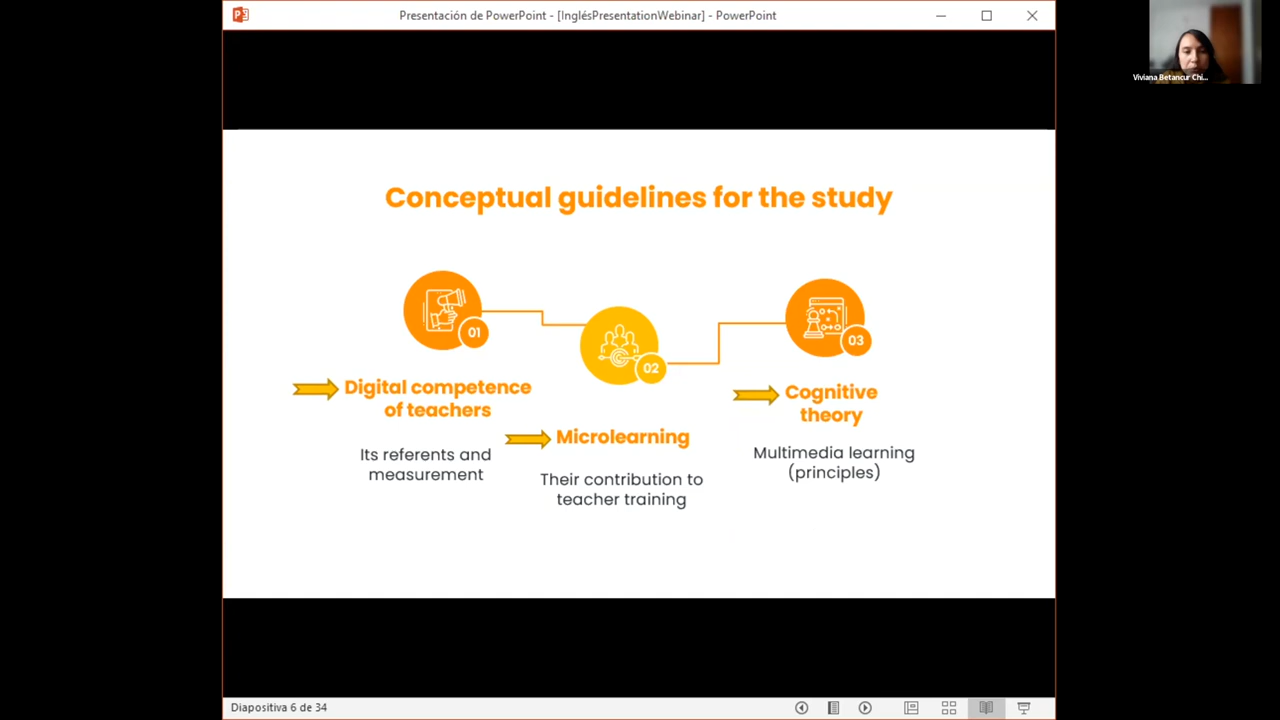 Presentación de PowerPoint - [InglésPresentationWebinar] - PowerPoint
Viviana Betancur Chi...
Conceptual guidelines for the study
01
Digital competence
of teachers
Its referents and
measurement
02
Microlearning
Their contribution to
teacher training
03
Cognitive
theory
Multimedia learning
(principles)
Diapositiva 6 de 34